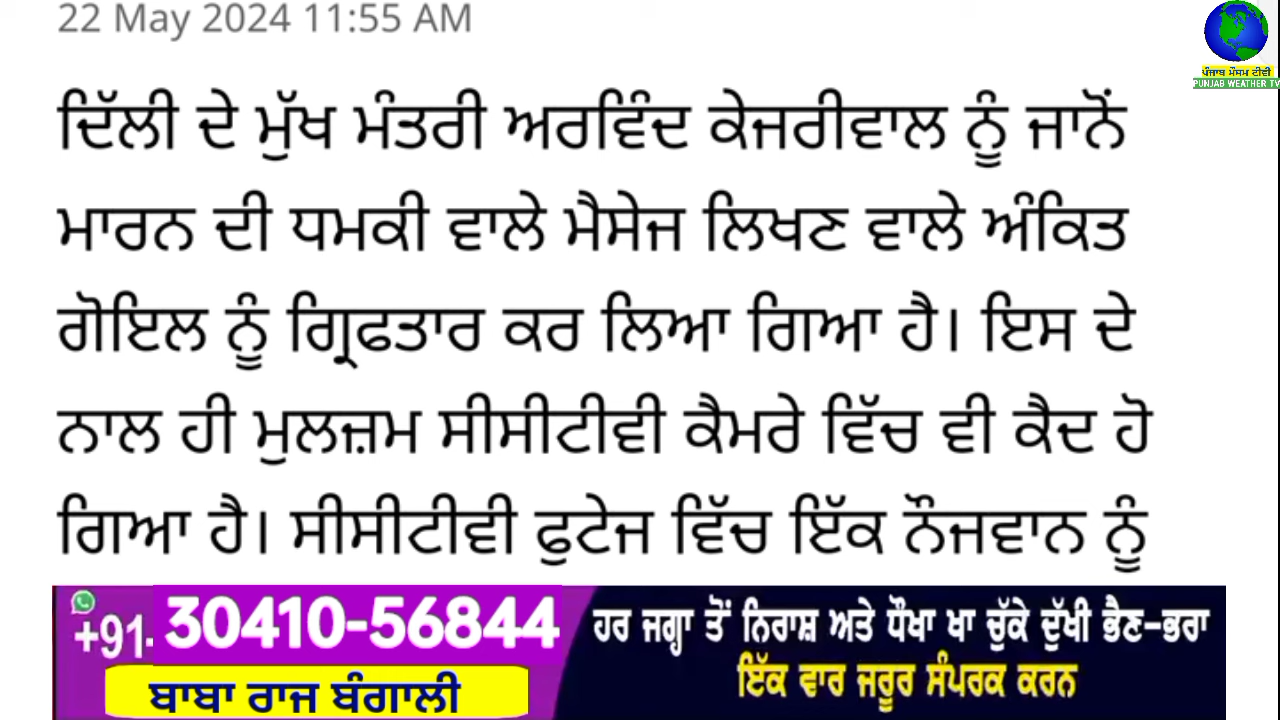 22 May 2024 11:55 AM
ਪੰਜਾਬ ਮੌਸਮ ਟੀਵੀ
PUNJAB WEATHER TV
ਦਿੱਲੀ ਦੇ ਮੁੱਖ ਮੰਤਰੀ ਅਰਵਿੰਦ ਕੇਜਰੀਵਾਲ ਨੂੰ ਜਾਨੋਂ
ਮਾਰਨ ਦੀ ਧਮਕੀ ਵਾਲੇ ਮੈਸੇਜ ਲਿਖਣ ਵਾਲੇ ਅੰਕਿਤ
ਗੋਇਲ ਨੂੰ ਗ੍ਰਿਫਤਾਰ ਕਰ ਲਿਆ ਗਿਆ ਹੈ। ਇਸ ਦੇ
ਨਾਲ ਹੀ ਮੁਲਜ਼ਮ ਸੀਸੀਟੀਵੀ ਕੈਮਰੇ ਵਿੱਚ ਵੀ ਕੈਦ ਹੋ
ਗਿਆ ਹੈ। ਸੀਸੀਟੀਵੀ ਫੁਟੇਜ ਵਿੱਚ ਇੱਕ ਨੌਜਵਾਨ ਨੂੰ
+91. 30410-56844
ਬਾਬਾ ਰਾਜ ਬੰਗਾਲੀ
ਹਰ ਜਗ੍ਹਾ ਤੋਂ ਨਿਰਾਸ਼ ਅਤੇ ਧੌਖਾ ਖਾ ਚੁੱਕੇ ਦੁੱਖੀ ਭੈਣ-ਭਰਾ
ਇੱਕ ਵਾਰ ਜਰੂਰ ਸੰਪਰਕ ਕਰਨ